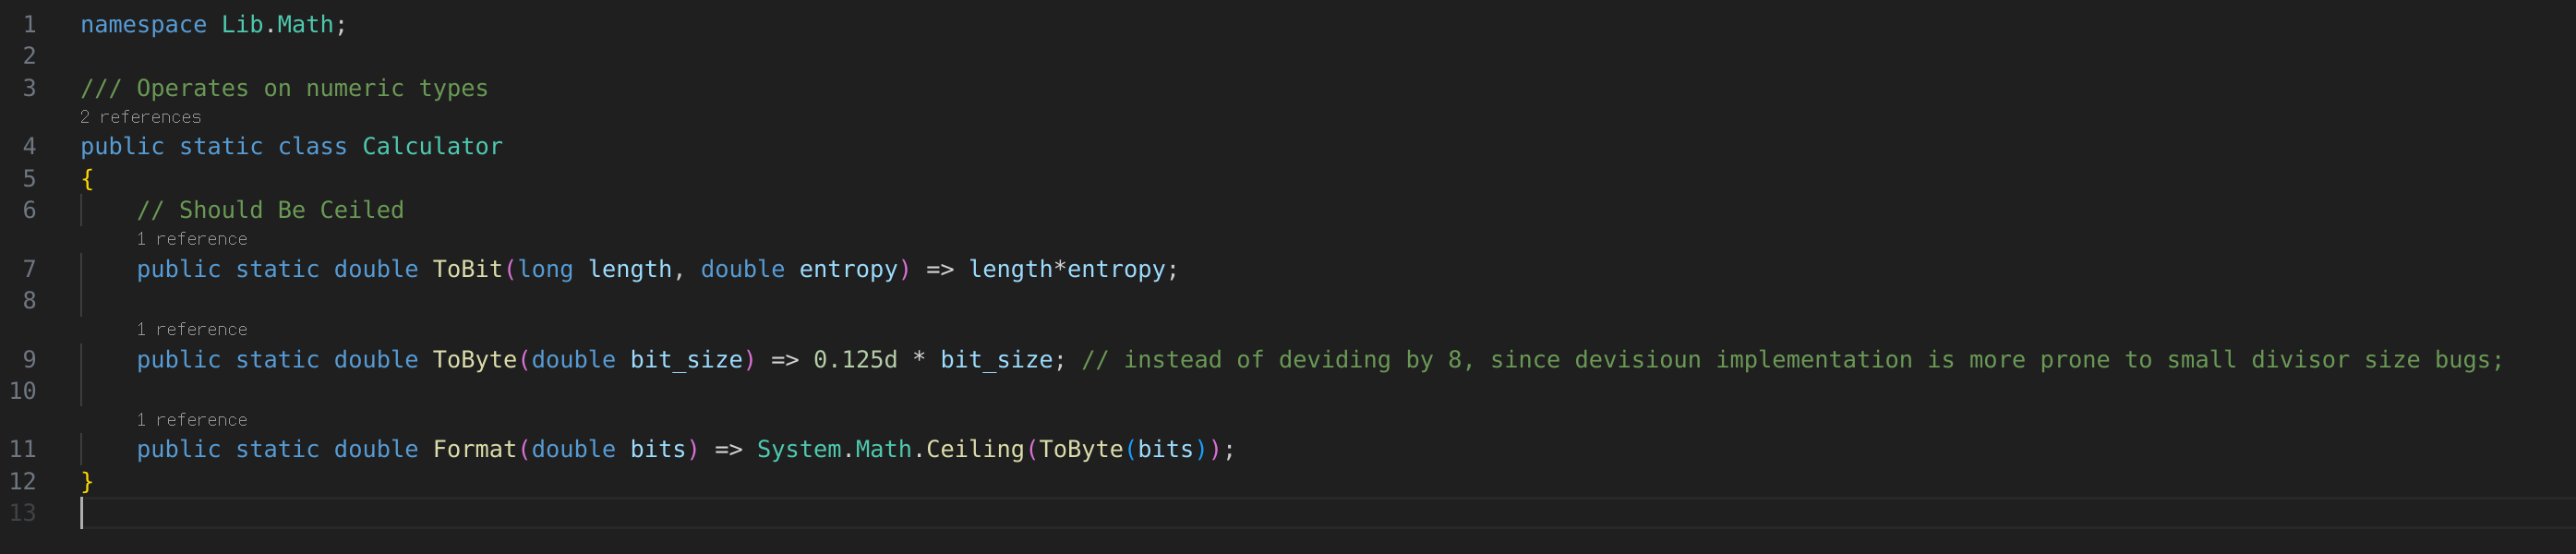 1 namespace Lib.Math;
2
3 /// Operates on numeric types
2 references
4 public static class Calculator
5 {
6 // Should Be Ceiled
1 reference
7 public static double ToBit(long length, double entropy) => length*entropy;
8
1 reference
9 public static double ToByte(double bit_size) => 0.125d * bit_size; // instead of deviding by 8, since devisioun implementation is more prone to small divisor size bugs;
10
1 reference
11 public static double Format(double bits) => System.Math.Ceiling(ToByte(bits));
12 }
13